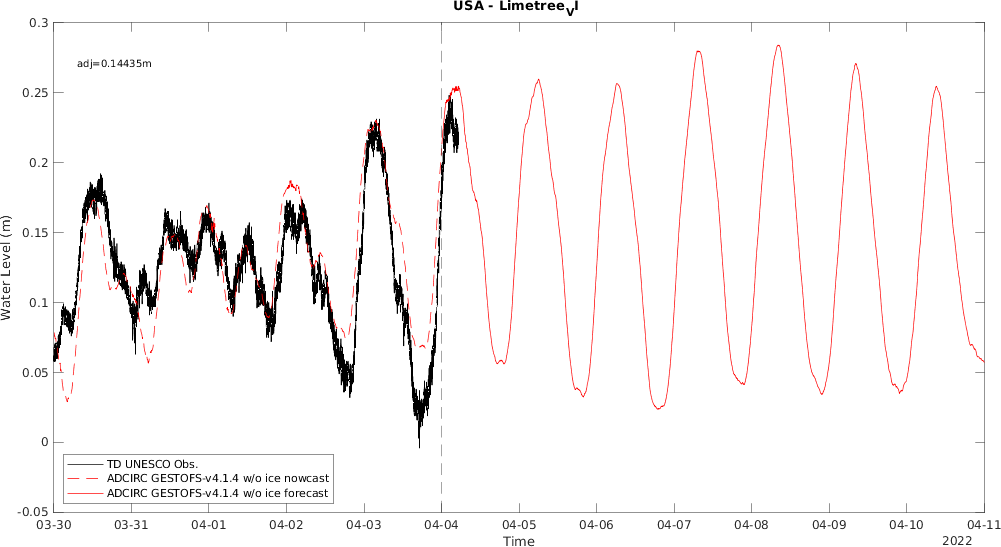 USA - Limetree_VI
adj=0.14435m
0.3
0.25
0.2
0.15
0.1
0.05
0
-0.05
Water Level (m)
TD UNESCO Obs.
ADCIRC GESTOFS-v4.1.4 w/o ice nowcast
ADCIRC GESTOFS-v4.1.4 w/o ice forecast
03-30 03-31 04-01 04-02 04-03 04-04 04-05 04-06 04-07 04-08 04-09 04-10 04-11
Time
2022